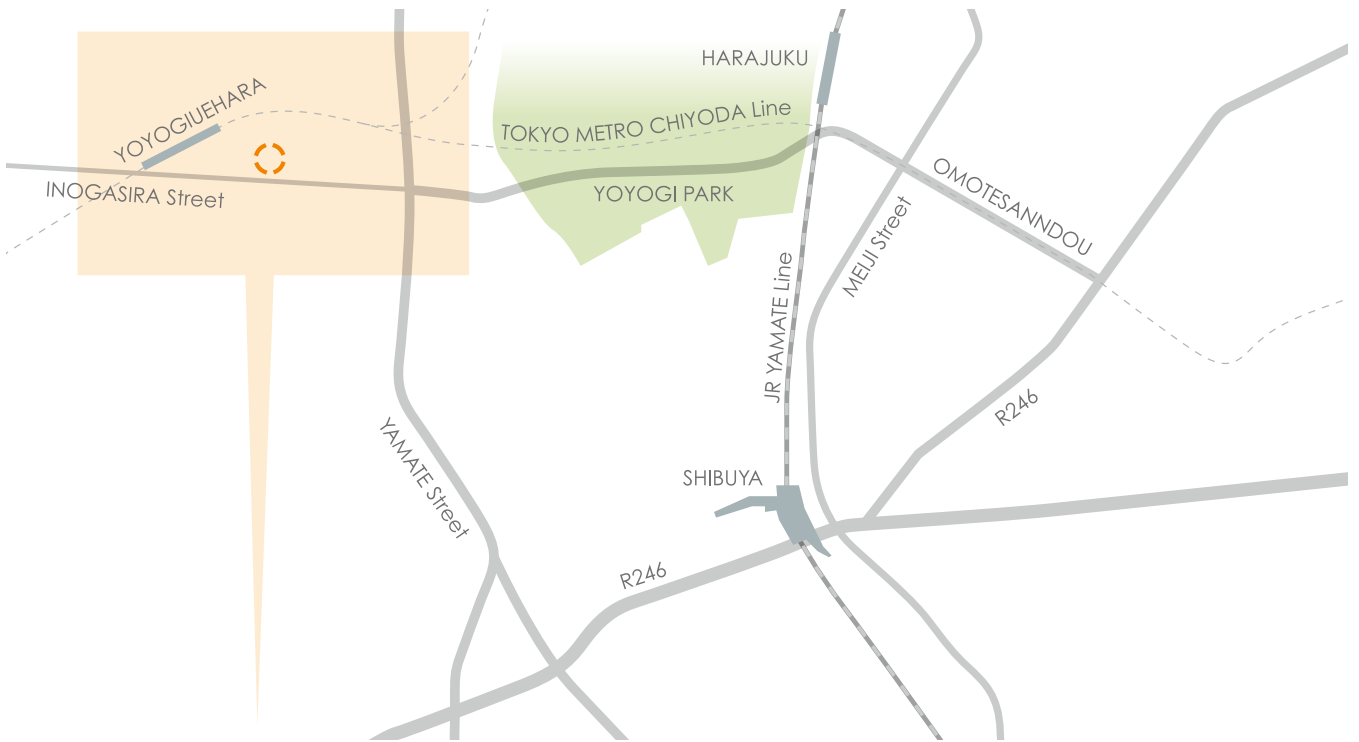 HARAJUKU
YOYOGIUEHARA
TOKYO METRO CHIYODA Line
INOGASIRA Street
YOYOGI PARK
OMOTESANNDOU
MEIJI Street
JR YAMATE Line
R246
YAMATE Street
SHIBUYA
R246